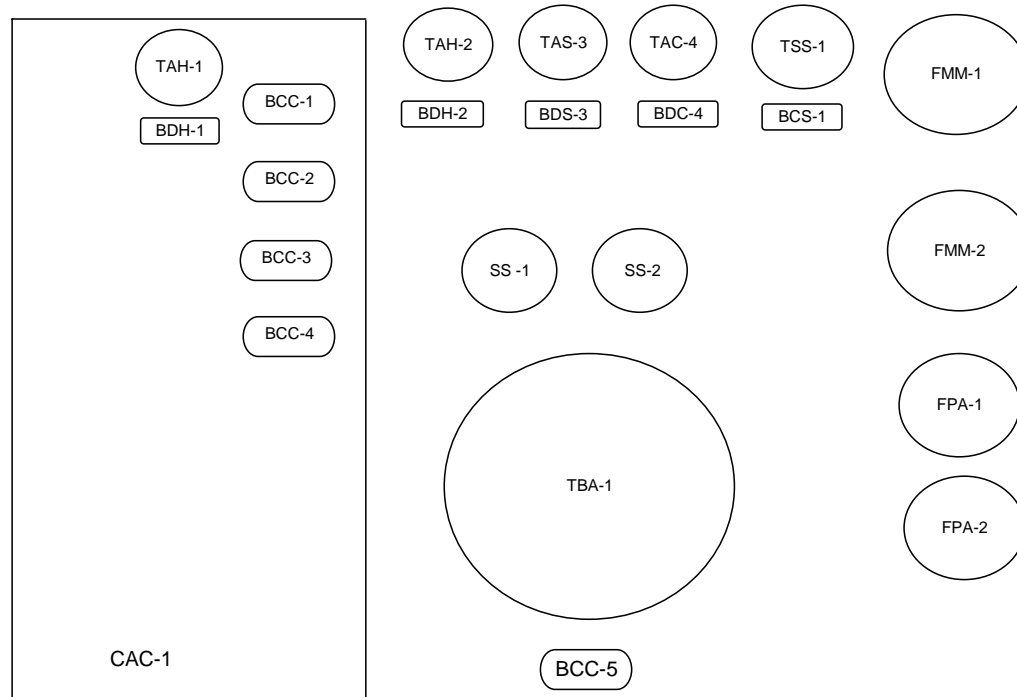 TAH-1
BDH-1
BCC-1
BCC-2
BCC-3
BCC-4
CAC-1
TAH-2
TAS-3
TAC-4
TSS-1
BDH-2
BDS-3
BDC-4
BCS-1
SS -1
SS-2
TBA-1
BCC-5
FMM-1
FMM-2
FPA-1
FPA-2